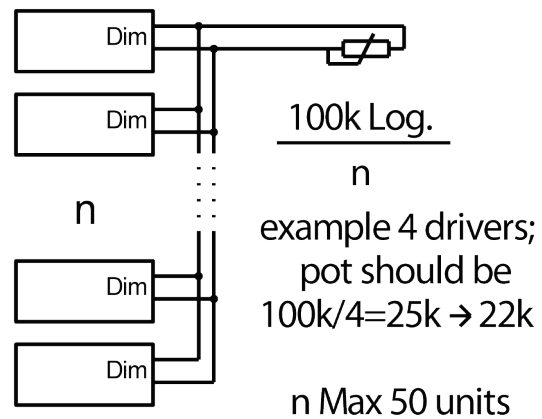 Dim
Dim
100k Log.
n
n
example 4 drivers;
pot should be
100k/4=25k → 22k
Dim
Dim
n Max 50 units